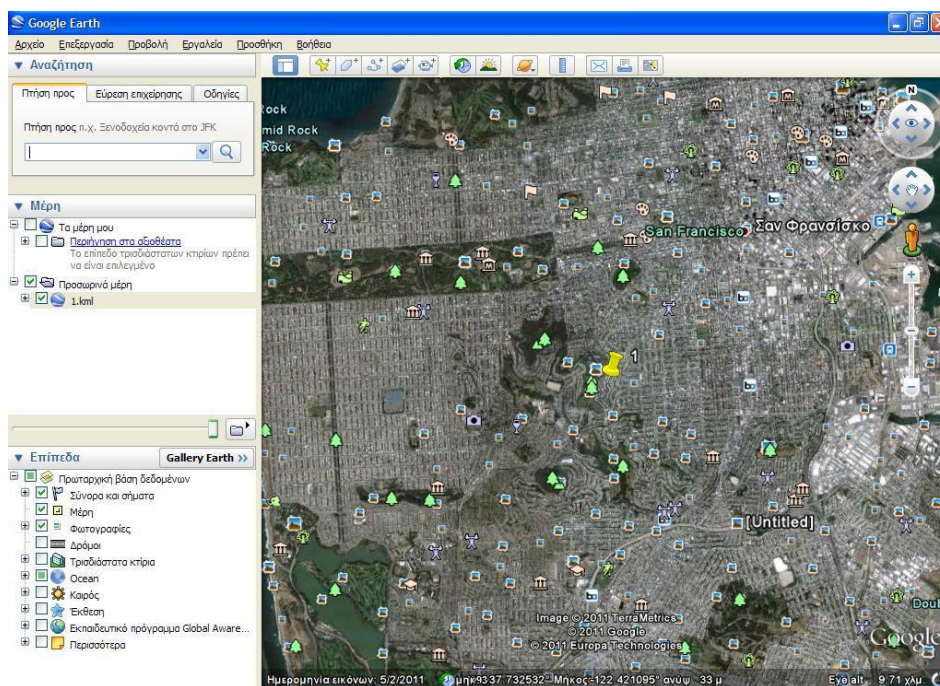 Google Earth
Αρχείο Επεξεργασία Προβολή Εργαλεία Προσθήκη Βοήθεια
Αναζήτηση
Πτήση προς Εύρεση επιχείρησης Οδηγίες
Πτήση προς π.χ. Ξενοδοχεία κοντά στο JFK
Μέρη
Τα μέρη μου
Περιήγηση στα αξιοθέατα
Το επίπεδο τρισδιάστατων κτιρίων πρέπει
να είναι επιλεγμένο
Προσωρινά μέρη
1.kml
Επίπεδα Gallery Earth >>
Πρωταρχική βάση δεδομένων
Σύνορα και σήματα
Μέρη
Φωτογραφίες
Δρόμοι
Τρισδιάστατα κτίρια
Ocean
Καιρός
Έκθεση
Εκπαιδευτικό πρόγραμμα Global Aware...
Περισσότερα
Rock
mid Rock
Rock
N
San Francisco Σαν Φρανσίσκο
1
[Untitled]
Doub
Image © 2011 TerraMetrics
© 2011 Google
© 2011 Europa Technologies
Google
Ημερομηνία εικόνων: 5/2/2011 37.732532° Μήκος-122.421095° ανύψ 33 μ Eye alt 9.71 χλμ.